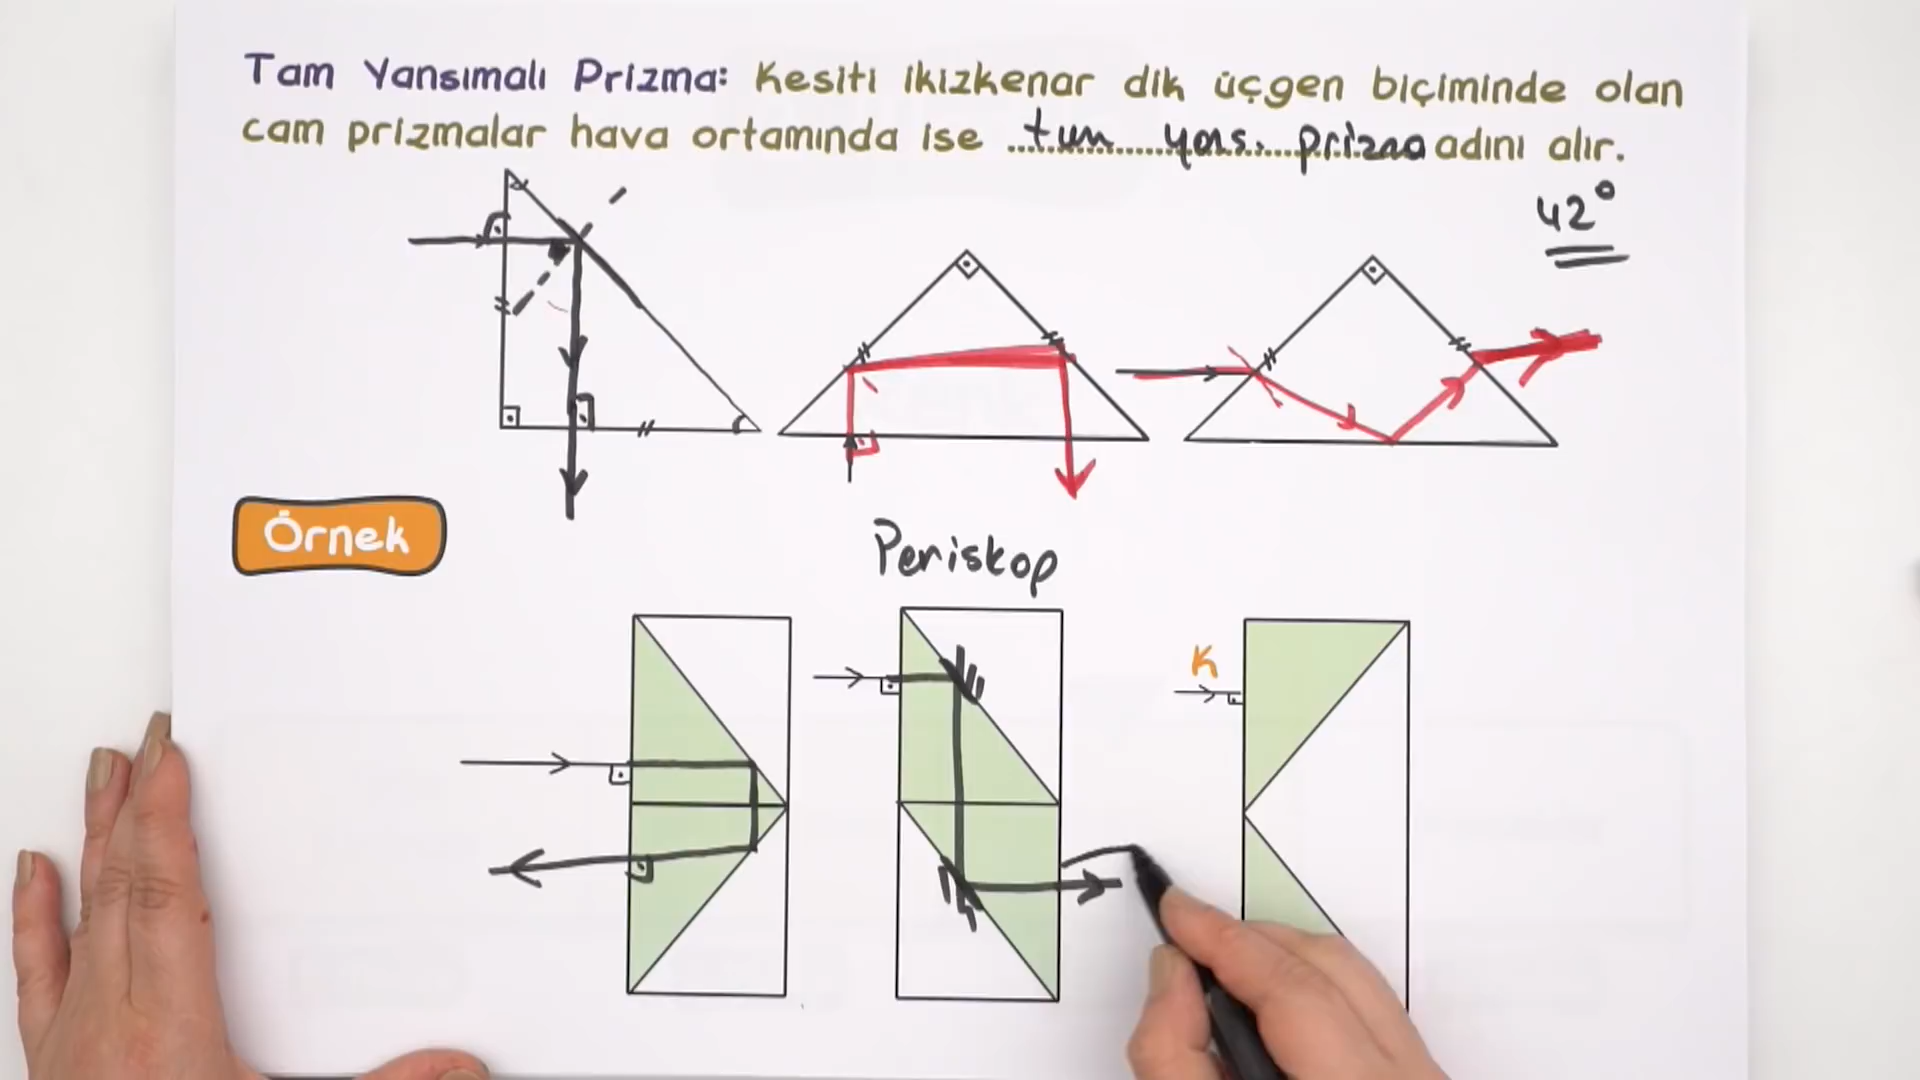 Tam Yansımalı Prizma: Kesiti ikizkenar dik üçgen biçiminde olan
cam prizmalar hava ortamında ise tam yans. prizma adını alır.
42°
Örnek
Periskop
K